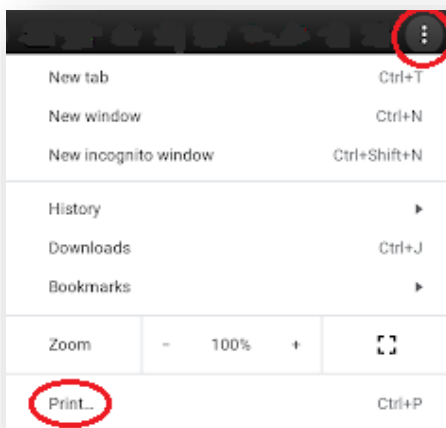 New tab Ctrl+T
New window Ctrl+N
New incognito window Ctrl+Shift+N
History
Downloads Ctrl+J
Bookmarks
Zoom - 100% +
Print... Ctrl+P